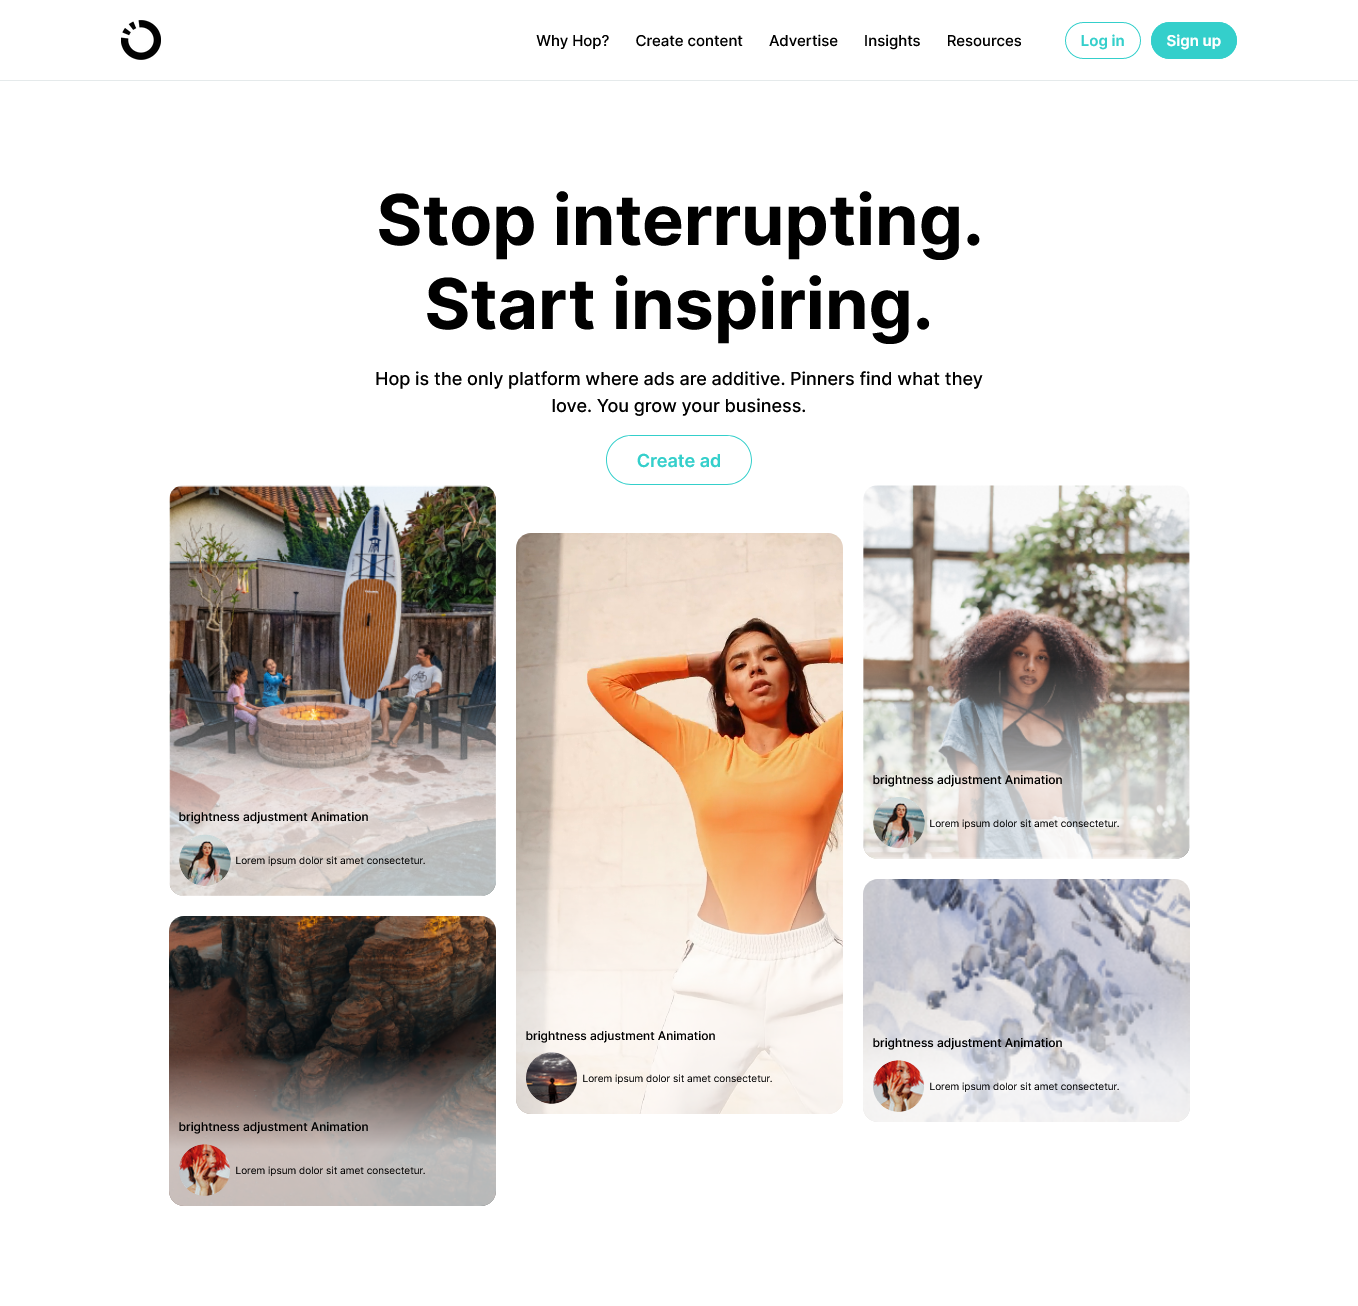 Why Hop? Create content Advertise Insights Resources Log in Sign up
Stop interrupting.
Start inspiring.
Hop is the only platform where ads are additive. Pinners find what they
love. You grow your business.
Create ad
brightness adjustment Animation
Lorem ipsum dolor sit amet consectetur.
brightness adjustment Animation
Lorem ipsum dolor sit amet consectetur.
brightness adjustment Animation
Lorem ipsum dolor sit amet consectetur.
brightness adjustment Animation
Lorem ipsum dolor sit amet consectetur.
brightness adjustment Animation
Lorem ipsum dolor sit amet consectetur.